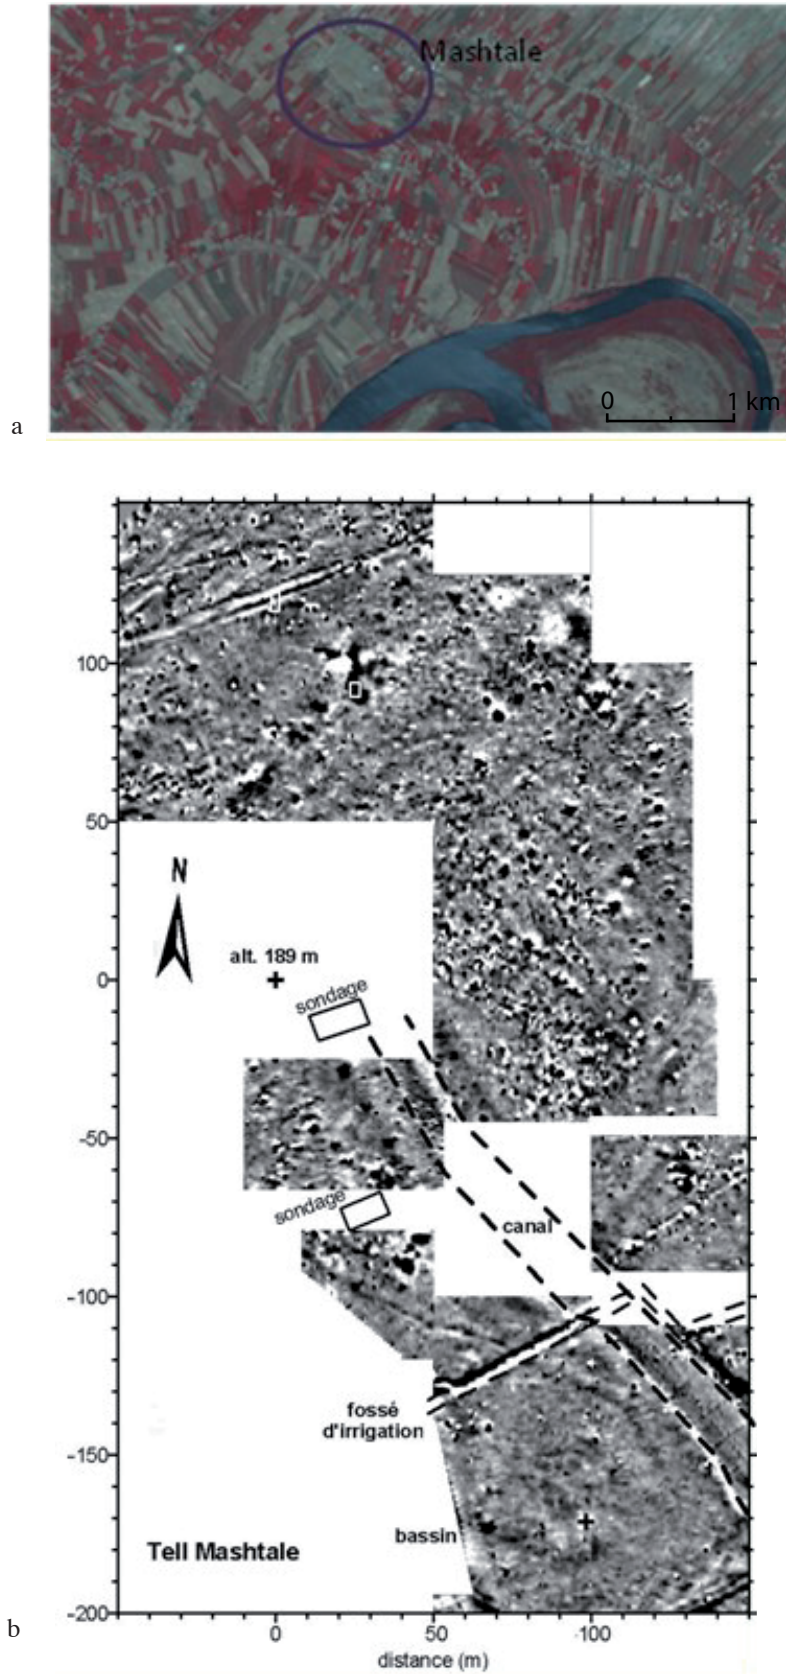 Mashtale
0 1 km
a
100
50
N
alt. 189 m
0
sondage
-50
sondage
canal
-100
fossé
d'irrigation
-150
bassin
Tell Mashtale
-200
b
0 50 100
distance (m)